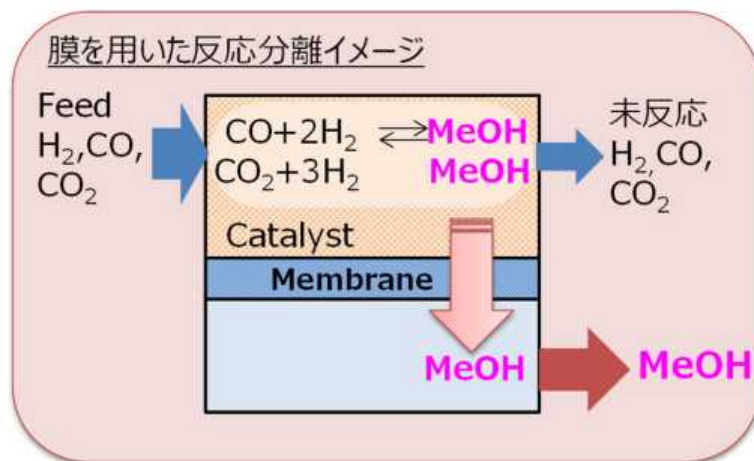 膜を用いた反応分離イメージ
Feed
H₂,CO,
CO₂
CO+2H₂ ⇄ MeOH
CO₂+3H₂ MeOH
Catalyst
Membrane
MeOH
未反応
H₂,CO,
CO₂
MeOH